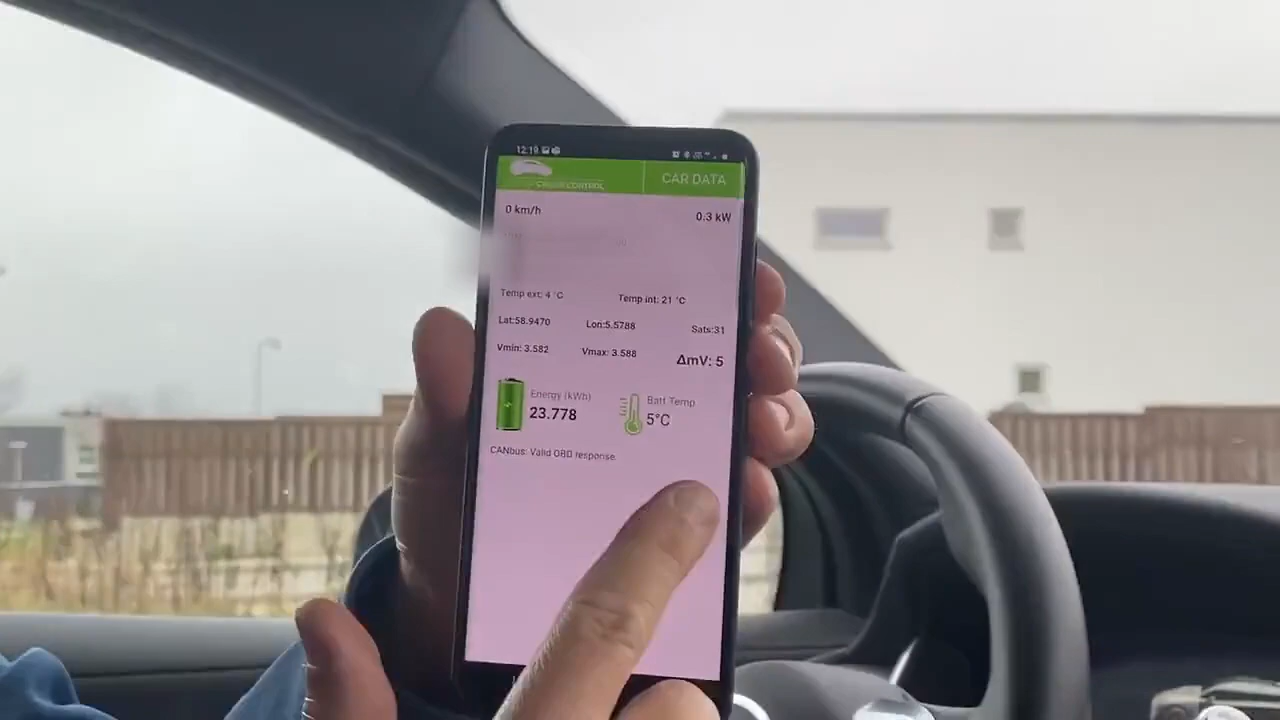 12:19
CAR DATA
CONTROL
0 km/h
0.3 kW
Temp ext: 4 °C
Temp int: 21 °C
Lat:58.9470
Lon:5.5788
Sats:31
Vmin: 3.582
Vmax: 3.588
ΔmV: 5
Energy (kWh)
23.778
Batt Temp
5°C
CANbus: Valid OBD response